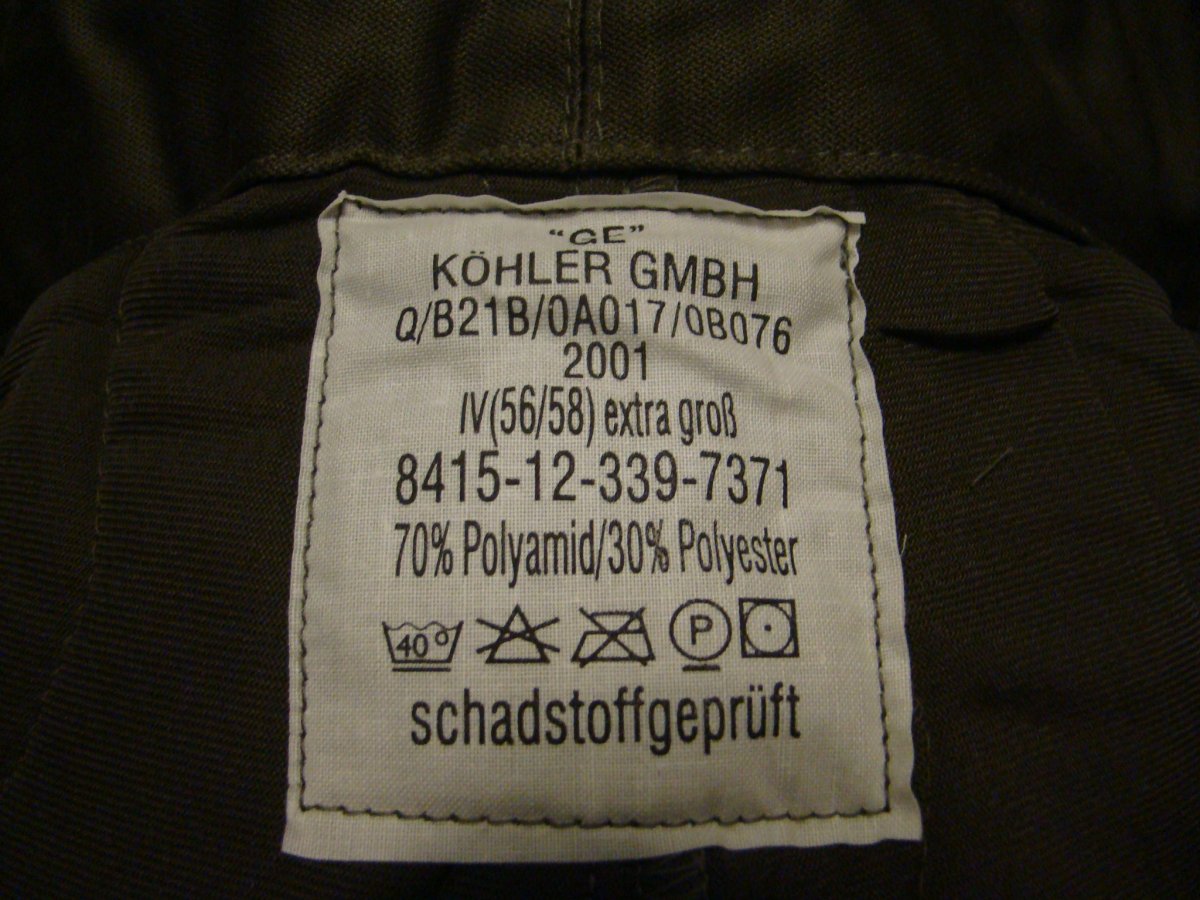 "GE"
KÖHLER GMBH
Q/B21B/0A017/0B076
2001
IV(56/58) extra groß
8415-12-339-7371
70% Polyamid/30% Polyester
40° P
schadstoffgeprüft